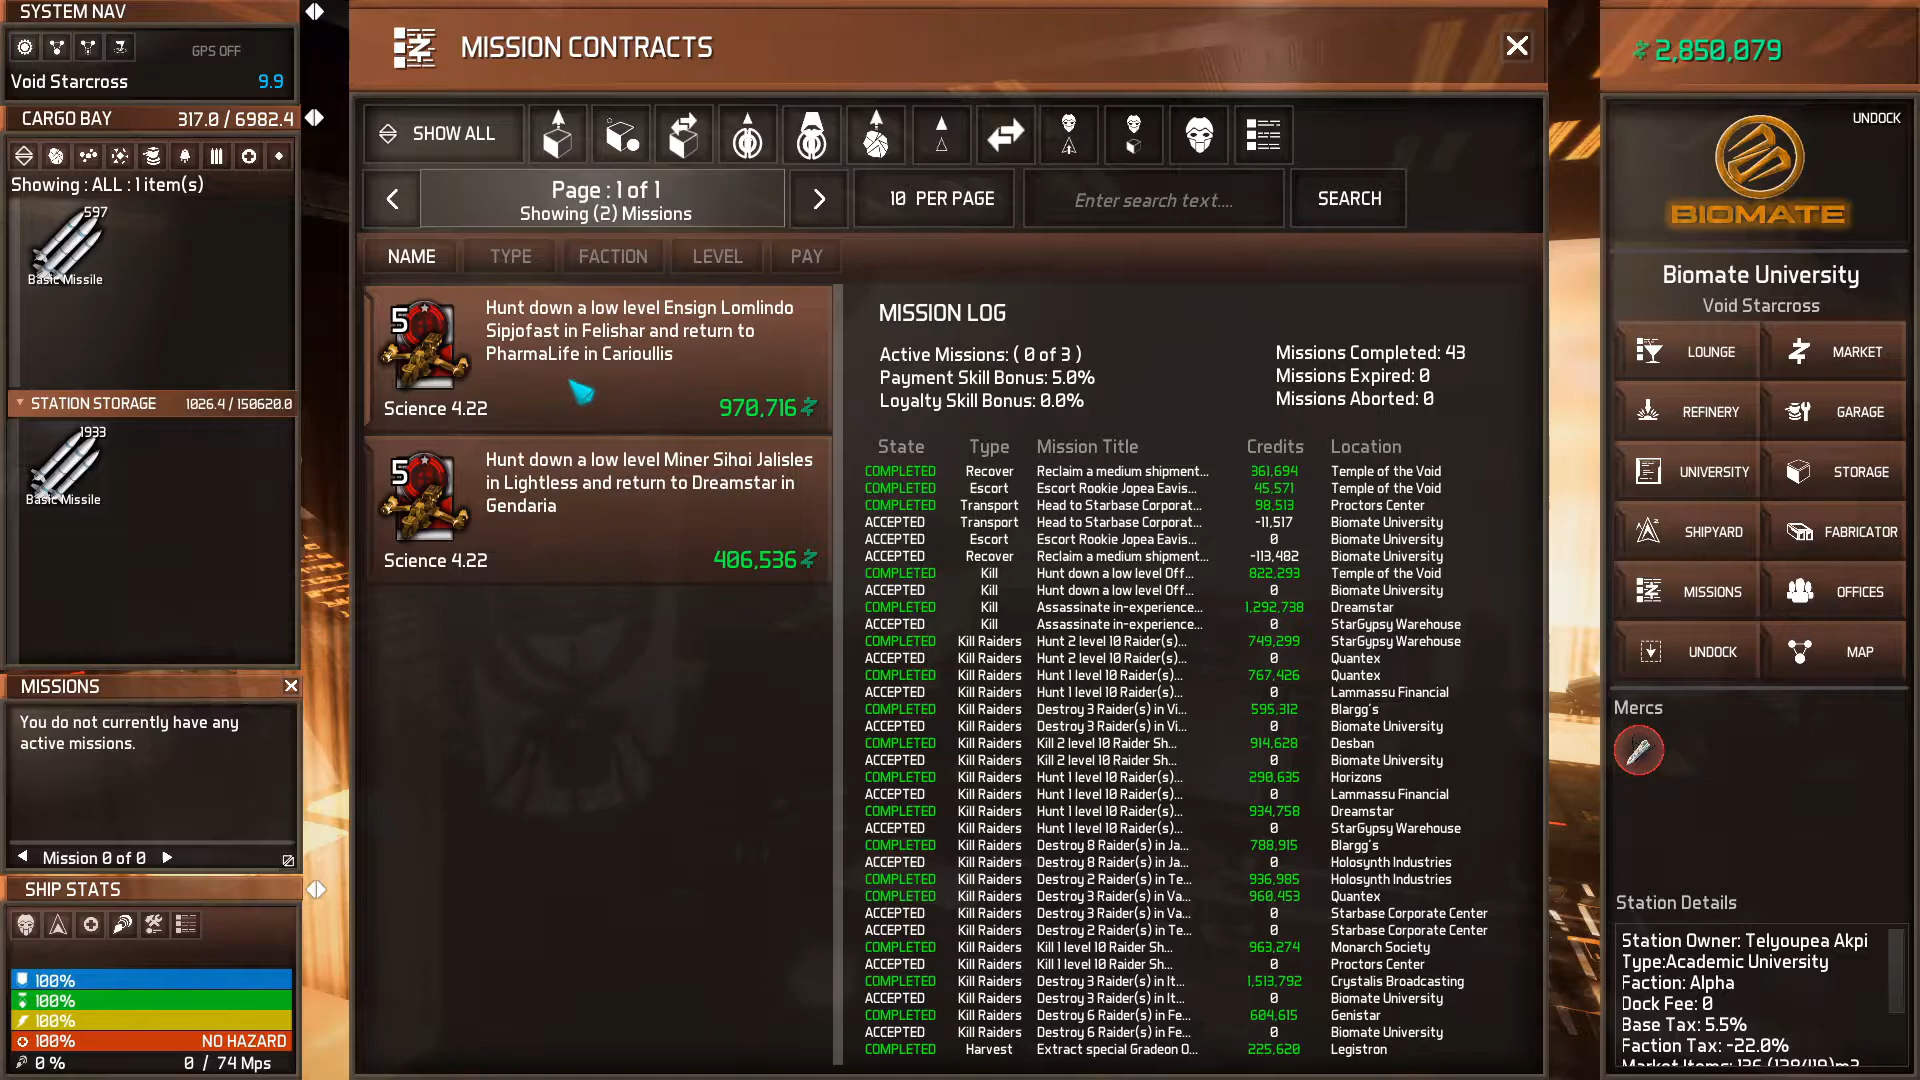 SYSTEM NAV
GPS OFF
Void Starcross 9.9
CARGO BAY 317.0 / 6982.4
Showing : ALL : 1 item(s)
597
Basic Missile
STATION STORAGE 1026.4 / 150620.0
1933
Basic Missile
MISSIONS
You do not currently have any
active missions.
Mission 0 of 0
SHIP STATS
100%
100%
100%
100% NO HAZARD
0 % 0 / 74 Mps
MISSION CONTRACTS
SHOW ALL
Page : 1 of 1
Showing (2) Missions
10 PER PAGE
Enter search text....
SEARCH
NAME TYPE FACTION LEVEL PAY
5
Hunt down a low level Ensign Lomlindo
Sipjofast in Felishar and return to
PharmaLife in Carioullis
Science 4.22 970,716
5
Hunt down a low level Miner Sihoi Jalisles
in Lightless and return to Dreamstar in
Gendaria
Science 4.22 406,536
MISSION LOG
Active Missions: ( 0 of 3 )
Payment Skill Bonus: 5.0%
Loyalty Skill Bonus: 0.0%
Missions Completed: 43
Missions Expired: 0
Missions Aborted: 0
State Type Mission Title Credits Location
COMPLETED Recover Reclaim a medium shipment... 361,694 Temple of the Void
COMPLETED Escort Escort Rookie Jopea Eavis... 45,571 Temple of the Void
COMPLETED Transport Head to Starbase Corporat... 98,513 Proctors Center
ACCEPTED Transport Head to Starbase Corporat... -11,517 Biomate University
ACCEPTED Escort Escort Rookie Jopea Eavis... 0 Biomate University
ACCEPTED Recover Reclaim a medium shipment... -113,482 Biomate University
COMPLETED Kill Hunt down a low level Off... 822,293 Temple of the Void
ACCEPTED Kill Hunt down a low level Off... 0 Biomate University
COMPLETED Kill Assassinate in-experience... 1,292,738 Dreamstar
ACCEPTED Kill Assassinate in-experience... 0 StarGypsy Warehouse
COMPLETED Kill Raiders Hunt 2 level 10 Raider(s)... 749,299 StarGypsy Warehouse
ACCEPTED Kill Raiders Hunt 2 level 10 Raider(s)... 0 Quantex
COMPLETED Kill Raiders Hunt 1 level 10 Raider(s)... 767,426 Quantex
ACCEPTED Kill Raiders Hunt 1 level 10 Raider(s)... 0 Lammassu Financial
COMPLETED Kill Raiders Destroy 3 Raider(s) in Vi... 595,312 Blargg's
ACCEPTED Kill Raiders Destroy 3 Raider(s) in Vi... 0 Biomate University
COMPLETED Kill Raiders Kill 2 level 10 Raider Sh... 914,628 Desban
ACCEPTED Kill Raiders Kill 2 level 10 Raider Sh... 0 Biomate University
COMPLETED Kill Raiders Hunt 1 level 10 Raider(s)... 290,635 Horizons
ACCEPTED Kill Raiders Hunt 1 level 10 Raider(s)... 0 Lammassu Financial
COMPLETED Kill Raiders Hunt 1 level 10 Raider(s)... 934,758 Dreamstar
ACCEPTED Kill Raiders Hunt 1 level 10 Raider(s)... 0 StarGypsy Warehouse
COMPLETED Kill Raiders Destroy 8 Raider(s) in Ja... 788,915 Blargg's
ACCEPTED Kill Raiders Destroy 8 Raider(s) in Ja... 0 Holosynth Industries
COMPLETED Kill Raiders Destroy 2 Raider(s) in Te... 936,985 Holosynth Industries
COMPLETED Kill Raiders Destroy 3 Raider(s) in Va... 960,453 Quantex
ACCEPTED Kill Raiders Destroy 3 Raider(s) in Va... 0 Starbase Corporate Center
ACCEPTED Kill Raiders Destroy 2 Raider(s) in Te... 0 Starbase Corporate Center
COMPLETED Kill Raiders Kill 1 level 10 Raider Sh... 963,274 Monarch Society
ACCEPTED Kill Raiders Kill 1 level 10 Raider Sh... 0 Proctors Center
COMPLETED Kill Raiders Destroy 3 Raider(s) in It... 1,513,792 Crystalis Broadcasting
ACCEPTED Kill Raiders Destroy 3 Raider(s) in It... 0 Biomate University
COMPLETED Kill Raiders Destroy 6 Raider(s) in Fe... 604,615 Genistar
ACCEPTED Kill Raiders Destroy 6 Raider(s) in Fe... 0 Biomate University
COMPLETED Harvest Extract special Gradeon O... 225,620 Legistron
2,850,079
UNDOCK
BIOMATE
Biomate University
Void Starcross
LOUNGE MARKET
REFINERY GARAGE
UNIVERSITY STORAGE
SHIPYARD FABRICATOR
MISSIONS OFFICES
UNDOCK MAP
Mercs
Station Details
Station Owner: Telyoupea Akpi
Type:Academic University
Faction: Alpha
Dock Fee: 0
Base Tax: 5.5%
Faction Tax: -22.0%
Market Items: 136